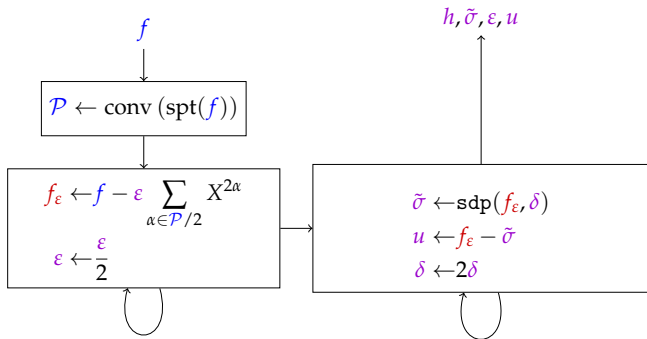 f
h, σ̃, ε, u
𝒫 ← conv (spt(f))
f_ε ← f − ε ∑_{α∈𝒫/2} X^{2α}
ε ← ε/2
σ̃ ← sdp(f_ε, δ)
u ← f_ε − σ̃
δ ← 2δ